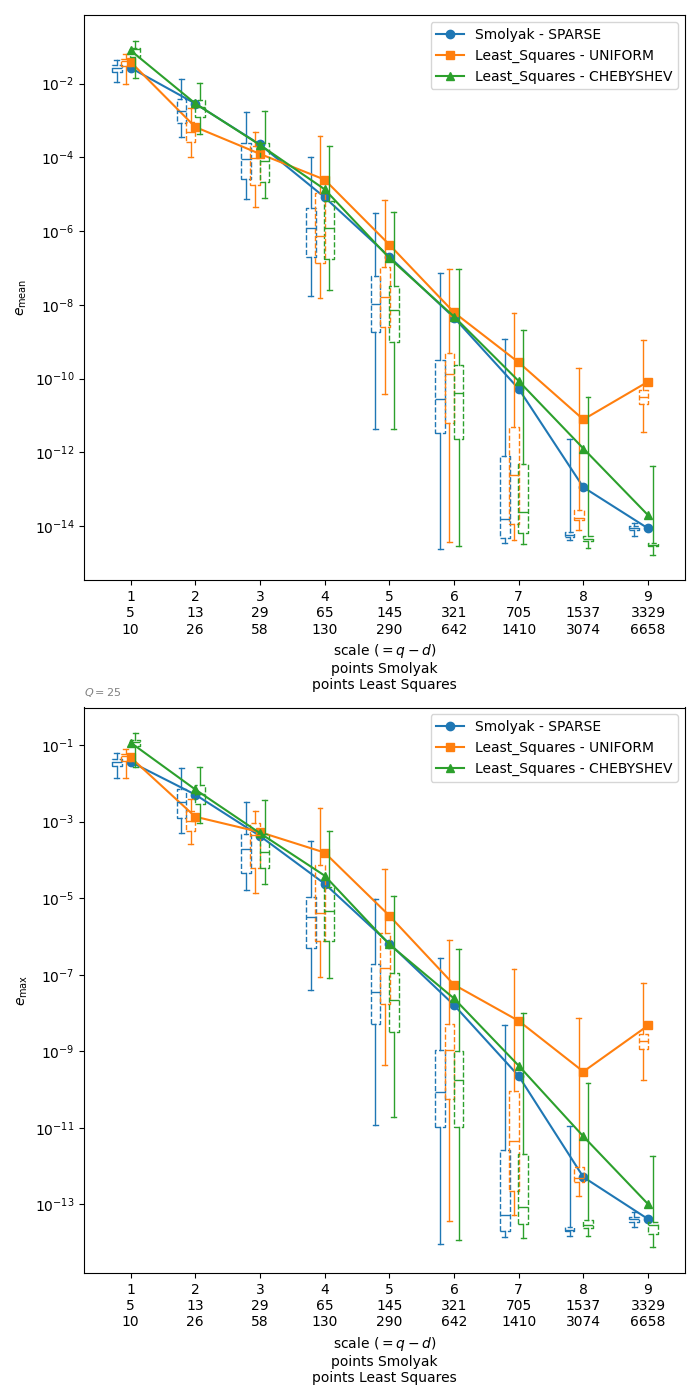 Smolyak - SPARSE
Least_Squares - UNIFORM
Least_Squares - CHEBYSHEV
10⁻²
10⁻⁴
10⁻⁶
10⁻⁸
10⁻¹⁰
10⁻¹²
10⁻¹⁴
e_mean
1 2 3 4 5 6 7 8 9
5 13 29 65 145 321 705 1537 3329
10 26 58 130 290 642 1410 3074 6658
scale (= q − d)
points Smolyak
points Least Squares
Q = 25
Smolyak - SPARSE
Least_Squares - UNIFORM
Least_Squares - CHEBYSHEV
10⁻¹
10⁻³
10⁻⁵
10⁻⁷
10⁻⁹
10⁻¹¹
10⁻¹³
e_max
1 2 3 4 5 6 7 8 9
5 13 29 65 145 321 705 1537 3329
10 26 58 130 290 642 1410 3074 6658
scale (= q − d)
points Smolyak
points Least Squares